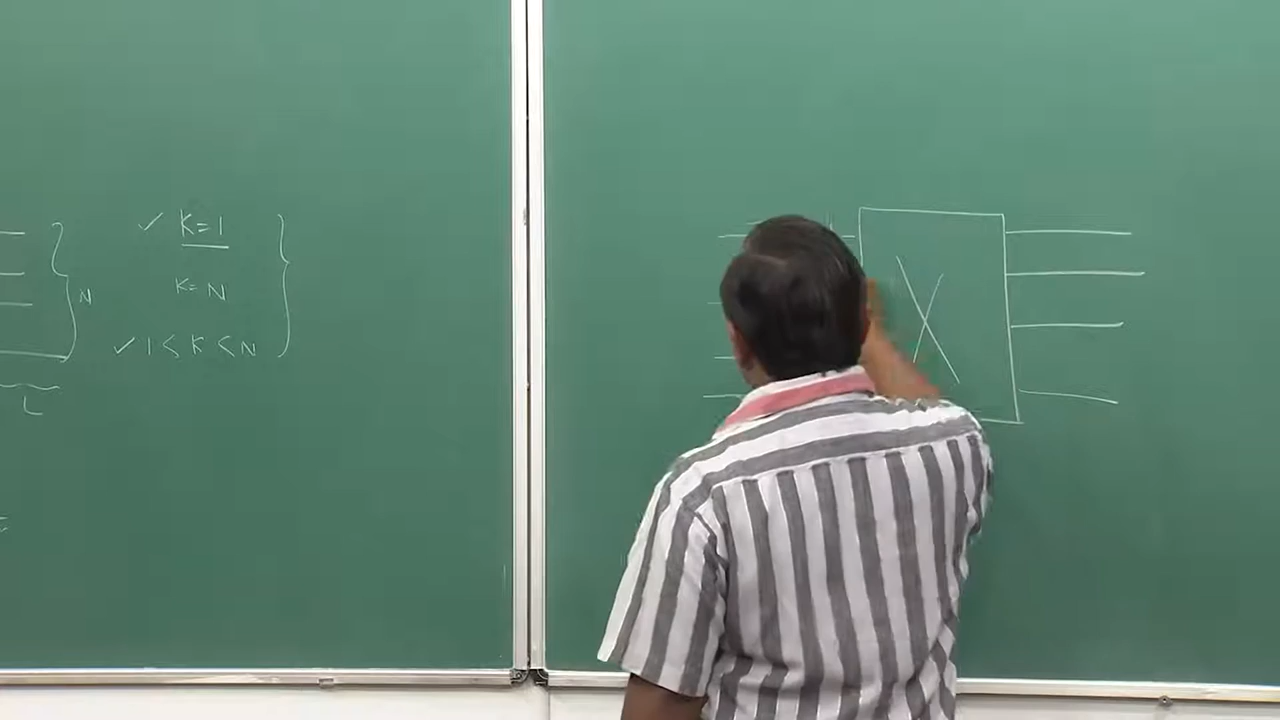 ✓ K=1
N
K=N
✓ 1<K<N
L
X